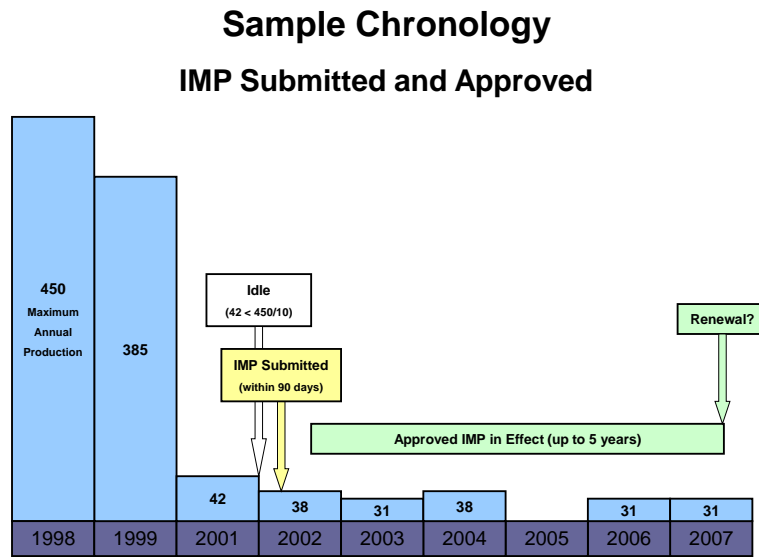 Sample Chronology
IMP Submitted and Approved
450
Maximum
Annual
Production
385
Idle
(42 < 450/10)
IMP Submitted
(within 90 days)
Renewal?
Approved IMP in Effect (up to 5 years)
42
38
31
38
31
31
1998 1999 2001 2002 2003 2004 2005 2006 2007